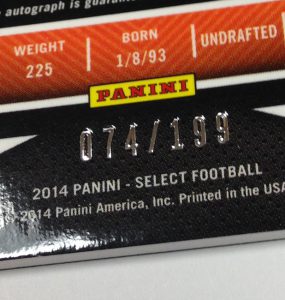 autograph is guarante
WEIGHT BORN UNDRAFTED
225 1/8/93
PANINI
074/199
2014 PANINI - SELECT FOOTBALL
2014 Panini America, Inc. Printed in the USA